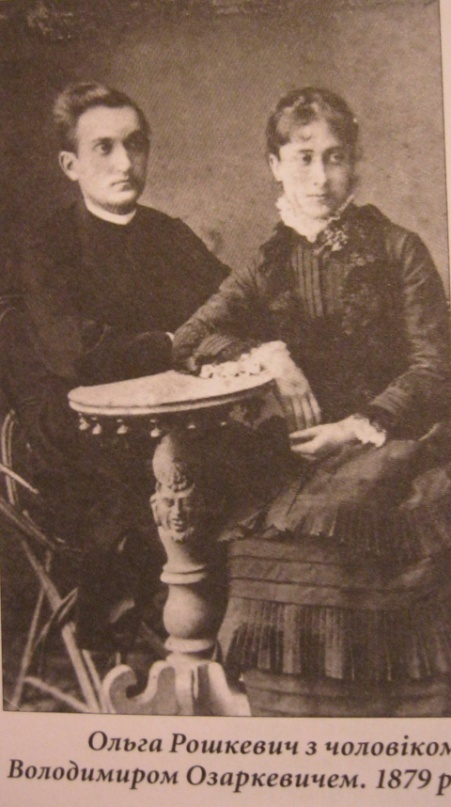 Ольга Рошкевич з чоловіком
Володимиром Озаркевичем. 1879 р